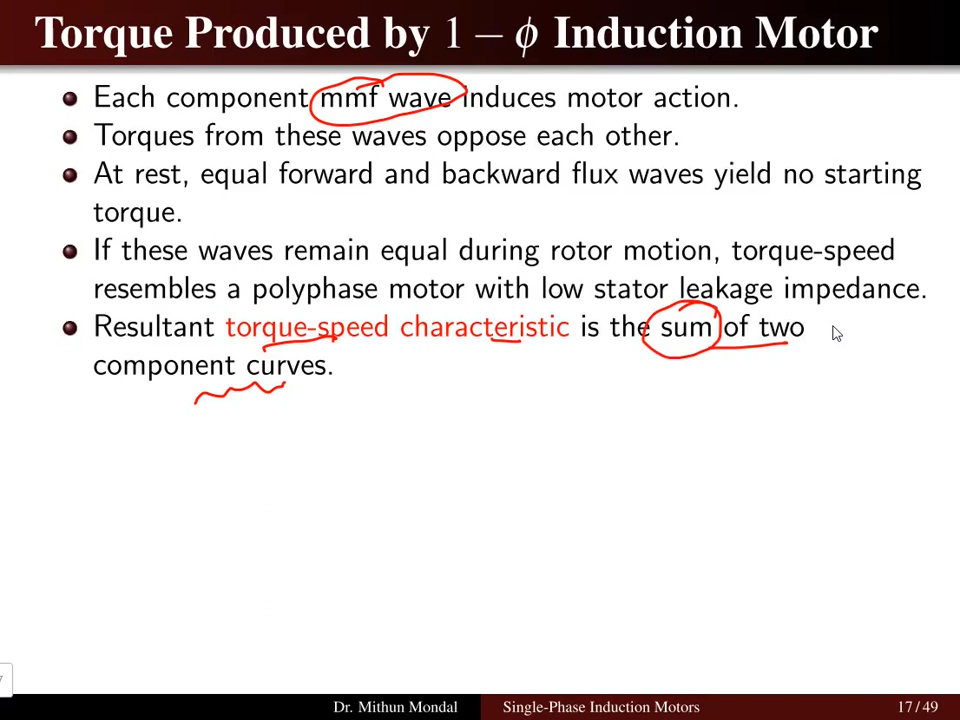 Torque Produced by 1 − ϕ Induction Motor
Each component mmf wave induces motor action.
Torques from these waves oppose each other.
At rest, equal forward and backward flux waves yield no starting
torque.
If these waves remain equal during rotor motion, torque-speed
resembles a polyphase motor with low stator leakage impedance.
Resultant torque-speed characteristic is the sum of two
component curves.
Dr. Mithun Mondal Single-Phase Induction Motors 17 / 49